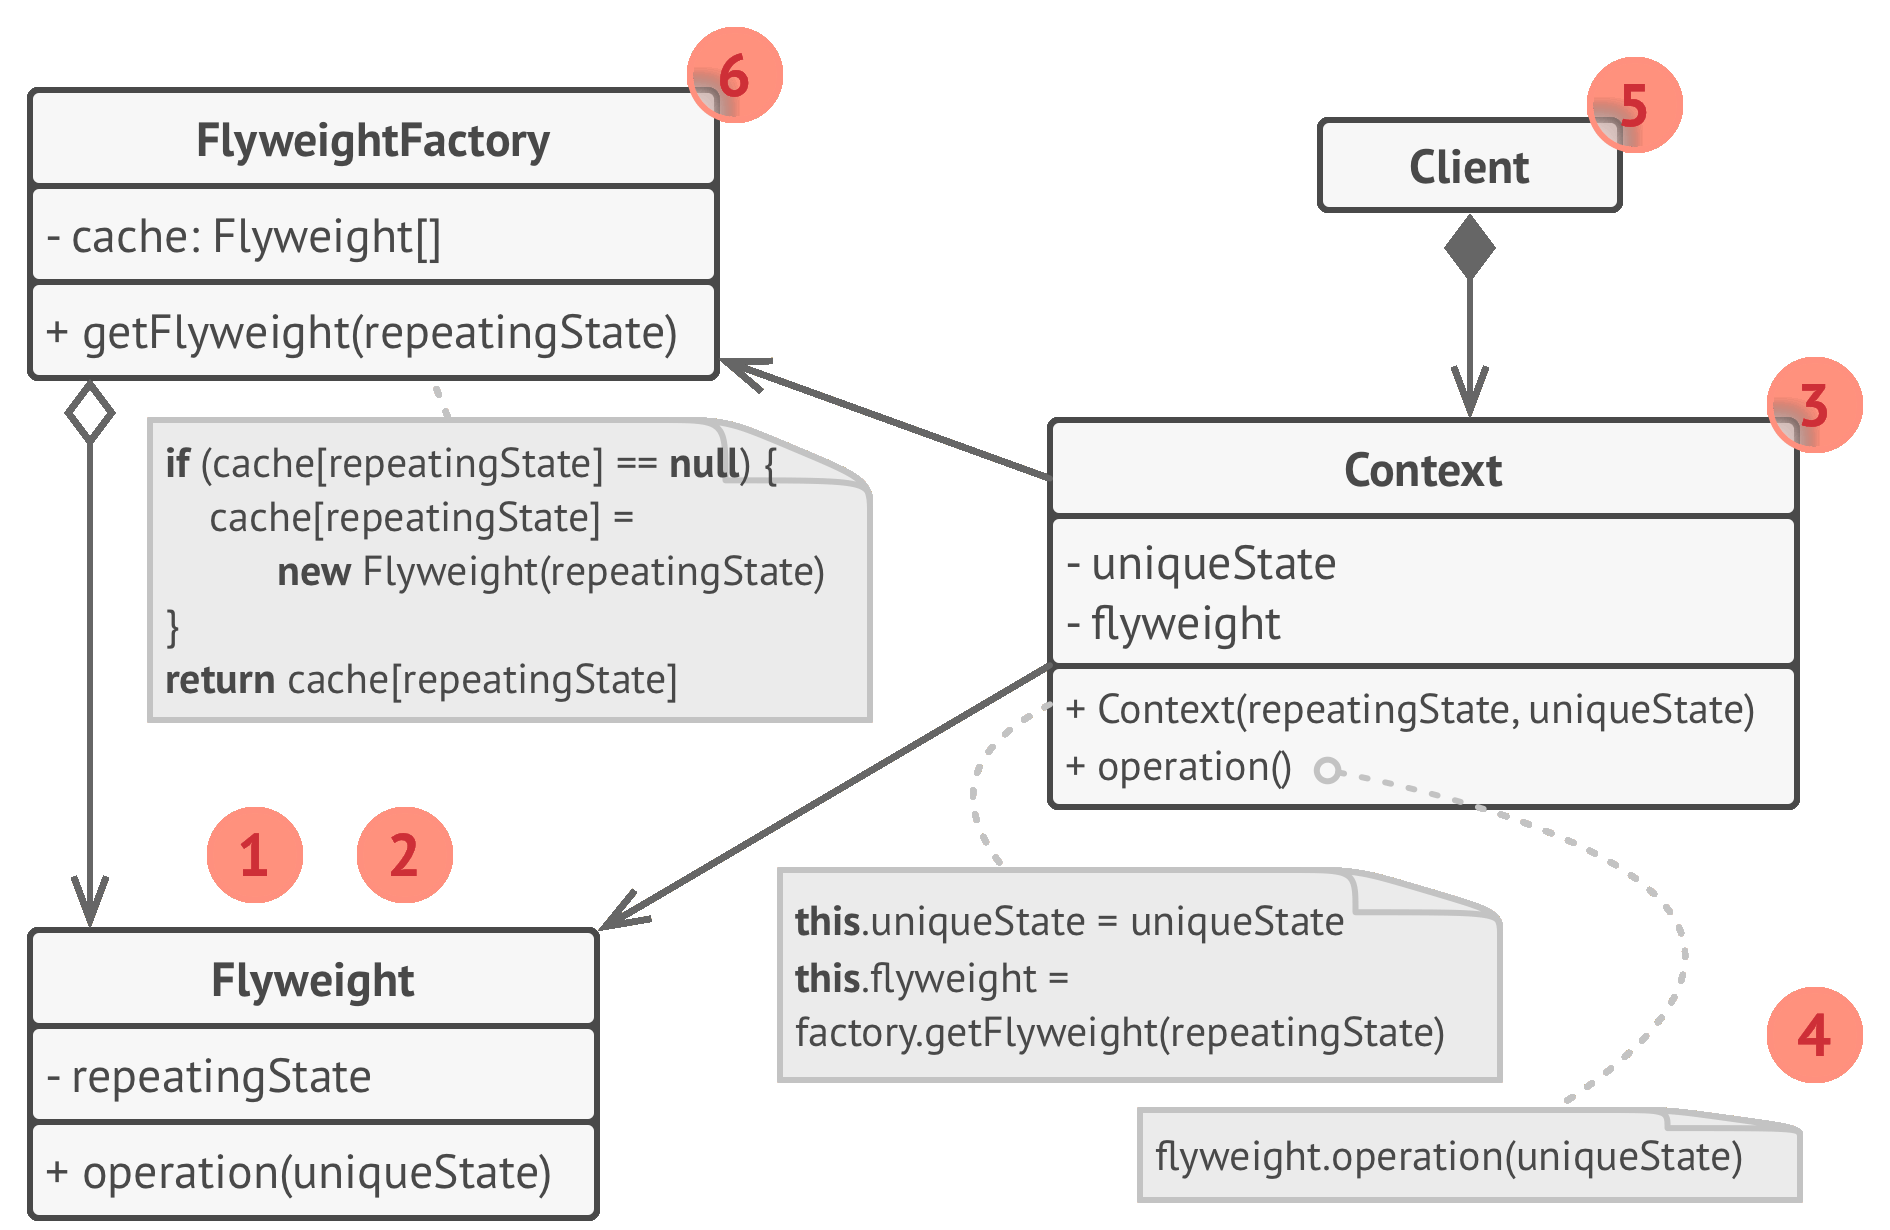 6
FlyweightFactory
- cache: Flyweight[]
+ getFlyweight(repeatingState)
if (cache[repeatingState] == null) {
cache[repeatingState] =
new Flyweight(repeatingState)
}
return cache[repeatingState]
5
Client
3
Context
- uniqueState
- flyweight
+ Context(repeatingState, uniqueState)
+ operation()
1 2
Flyweight
- repeatingState
+ operation(uniqueState)
this.uniqueState = uniqueState
this.flyweight =
factory.getFlyweight(repeatingState)
4
flyweight.operation(uniqueState)